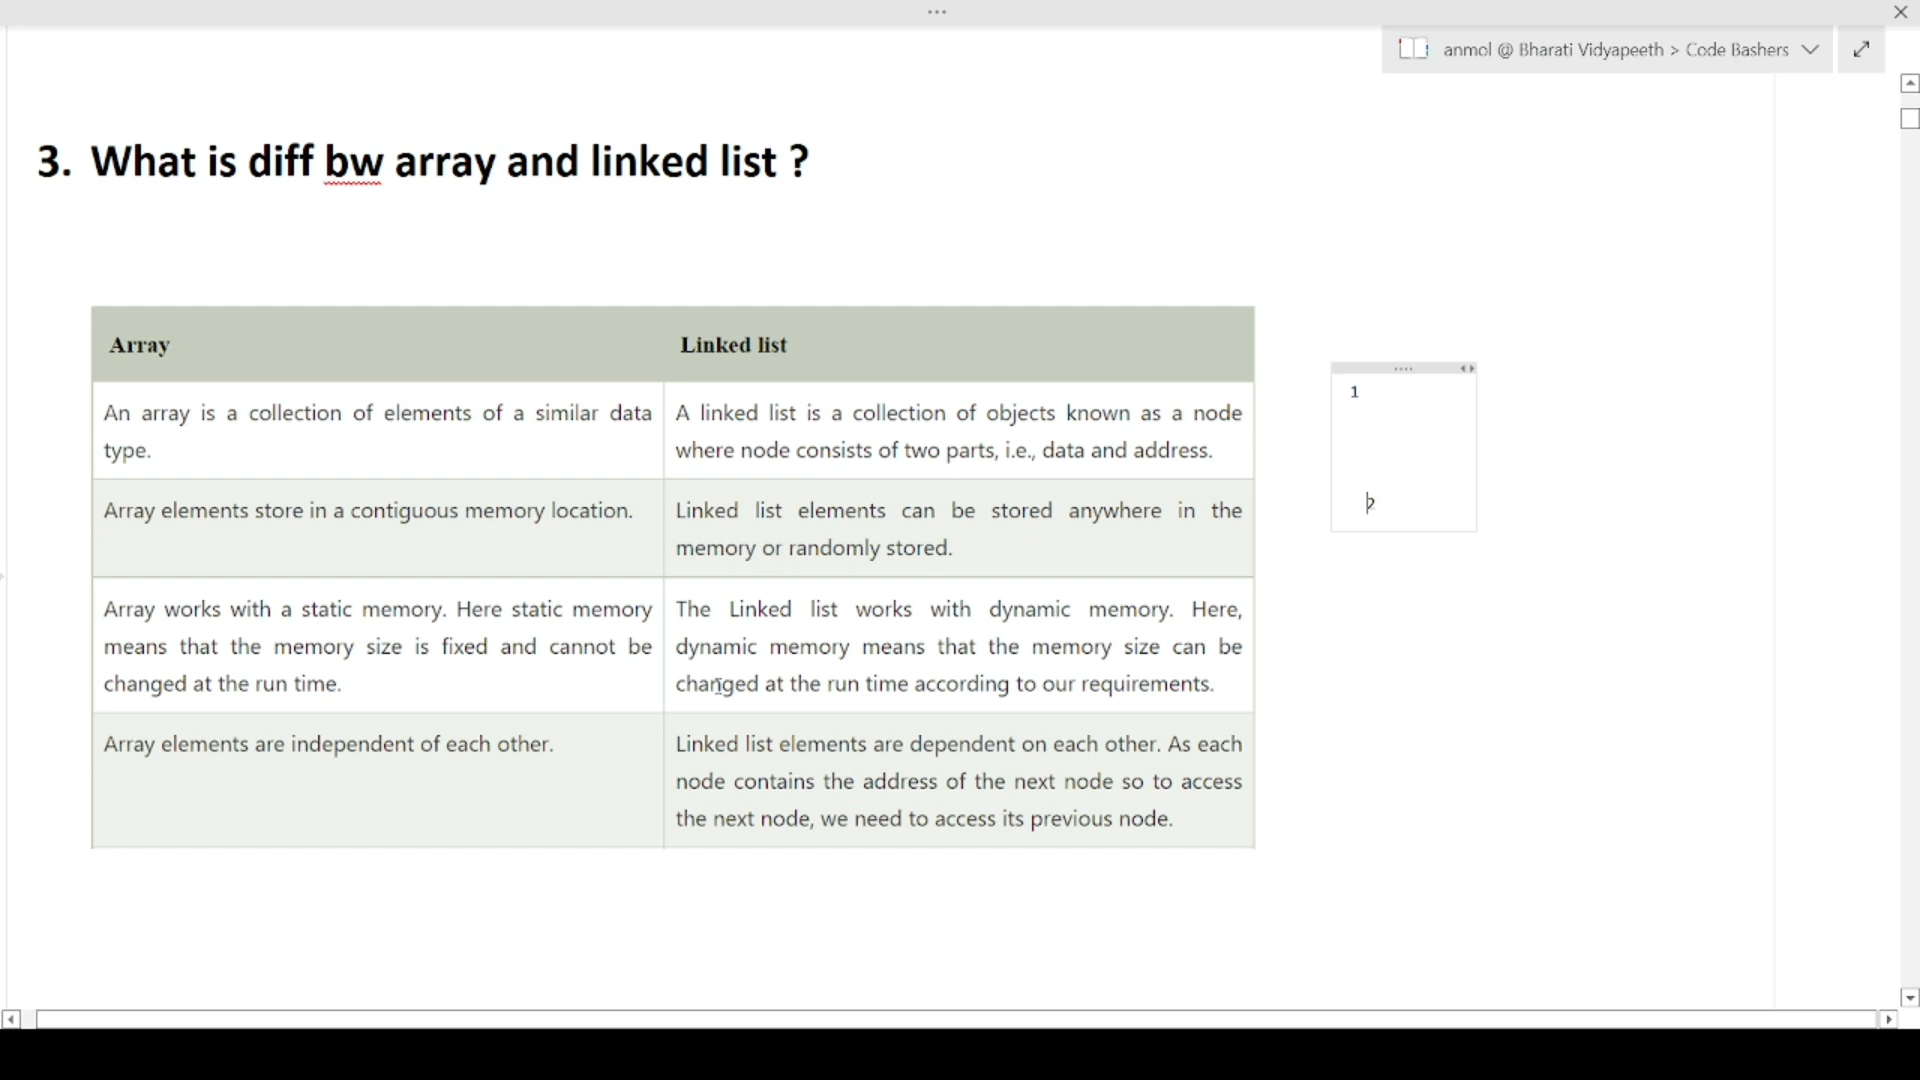 anmol @ Bharati Vidyapeeth > Code Bashers
3. What is diff bw array and linked list ?
Array
Linked list
An array is a collection of elements of a similar data
type.
A linked list is a collection of objects known as a node
where node consists of two parts, i.e., data and address.
Array elements store in a contiguous memory location.
Linked list elements can be stored anywhere in the
memory or randomly stored.
Array works with a static memory. Here static memory
means that the memory size is fixed and cannot be
changed at the run time.
The Linked list works with dynamic memory. Here,
dynamic memory means that the memory size can be
changed at the run time according to our requirements.
Array elements are independent of each other.
Linked list elements are dependent on each other. As each
node contains the address of the next node so to access
the next node, we need to access its previous node.
1
2